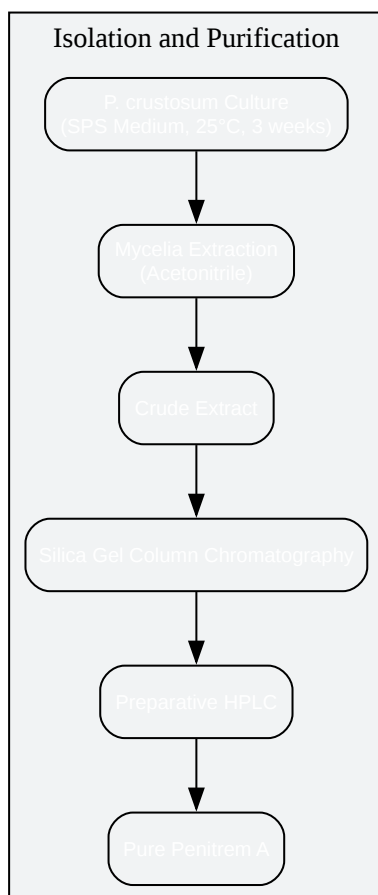 Isolation and Purification
P. crustosum Culture
(SPS Medium, 25°C, 3 weeks)
Mycelia Extraction
(Acetonitrile)
Crude Extract
Silica Gel Column Chromatography
Preparative HPLC
Pure Penitrem A